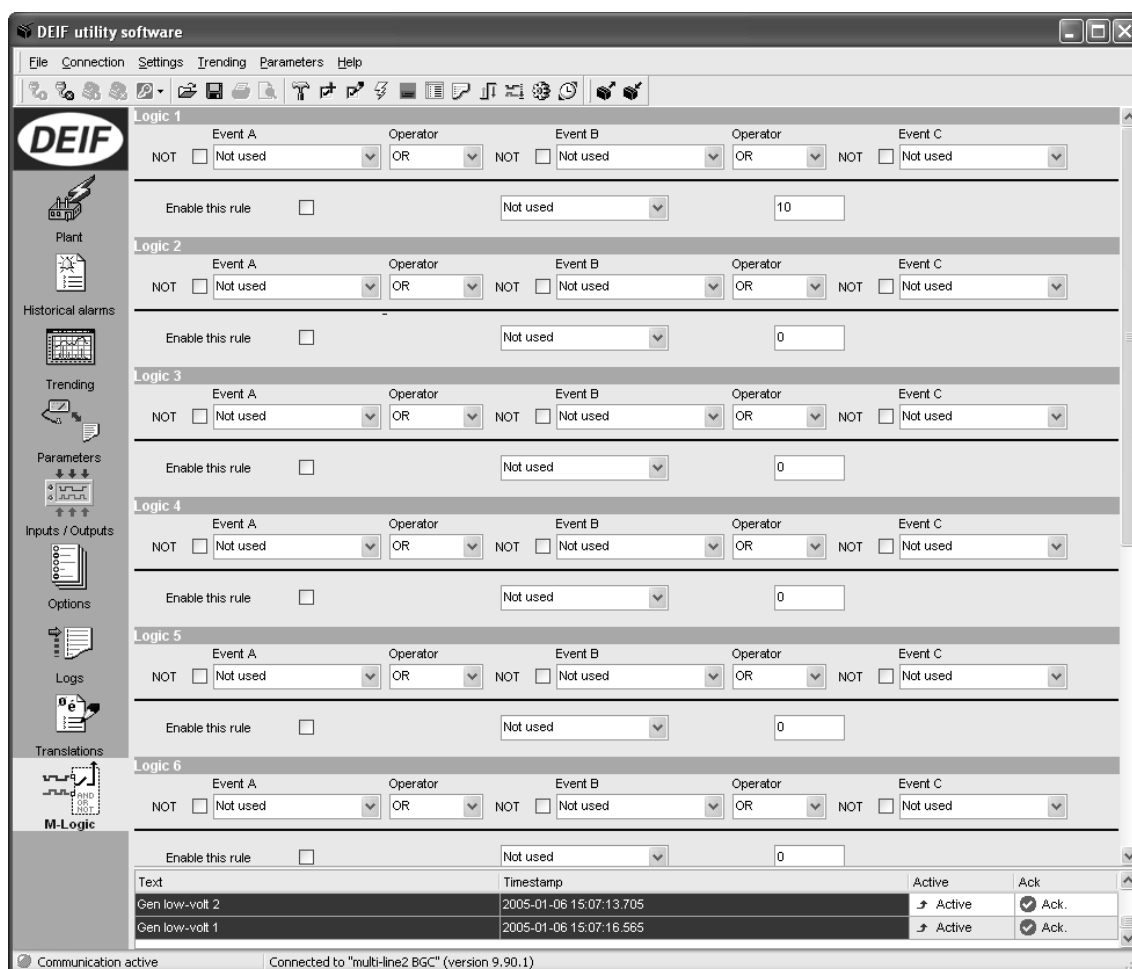 DEIF utility software
File Connection Settings Trending Parameters Help
DEIF
Plant
Historical alarms
Trending
Parameters
Inputs / Outputs
Options
Logs
Translations
AND
OR
NOT
M-Logic
Logic 1
Event A Operator Event B Operator Event C
NOT Not used OR NOT Not used OR NOT Not used
Enable this rule Not used 10
Logic 2
Event A Operator Event B Operator Event C
NOT Not used OR NOT Not used OR NOT Not used
Enable this rule Not used 0
Logic 3
Event A Operator Event B Operator Event C
NOT Not used OR NOT Not used OR NOT Not used
Enable this rule Not used 0
Logic 4
Event A Operator Event B Operator Event C
NOT Not used OR NOT Not used OR NOT Not used
Enable this rule Not used 0
Logic 5
Event A Operator Event B Operator Event C
NOT Not used OR NOT Not used OR NOT Not used
Enable this rule Not used 0
Logic 6
Event A Operator Event B Operator Event C
NOT Not used OR NOT Not used OR NOT Not used
Enable this rule Not used 0
Text Timestamp Active Ack
Gen low-volt 2 2005-01-06 15:07:13.705 Active Ack.
Gen low-volt 1 2005-01-06 15:07:16.565 Active Ack.
Communication active Connected to "multi-line2 BGC" (version 9.90.1)